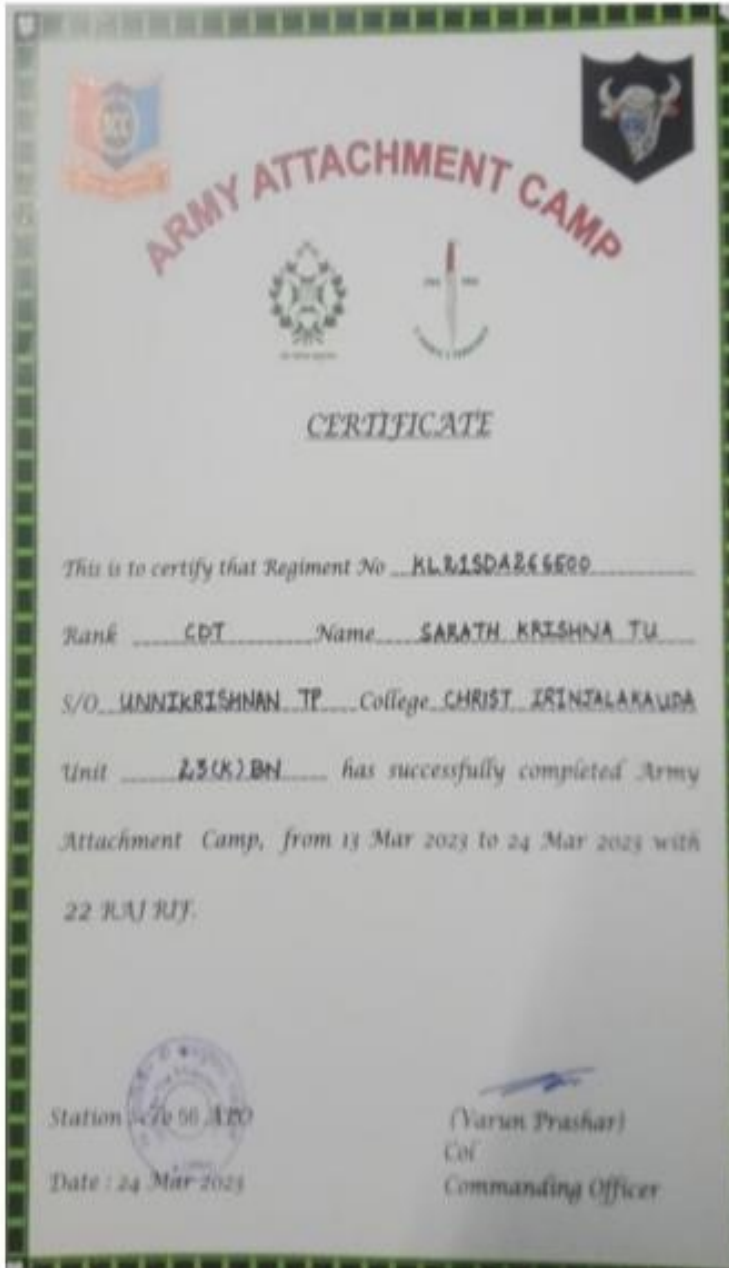 NCC
ARMY ATTACHMENT CAMP
CERTIFICATE
This is to certify that Regiment No KL21SDA266500
Rank CDT Name SARATH KRISHNA TU
S/O UNNIKRISHNAN TP College CHRIST IRINJALAKAUDA
Unit 23(K) BN has successfully completed Army
Attachment Camp, from 13 Mar 2023 to 24 Mar 2023 with
22 RAJ RIF.
Station : C/o 56 APO
(Varun Prashar)
Col
Date : 24 Mar 2023
Commanding Officer